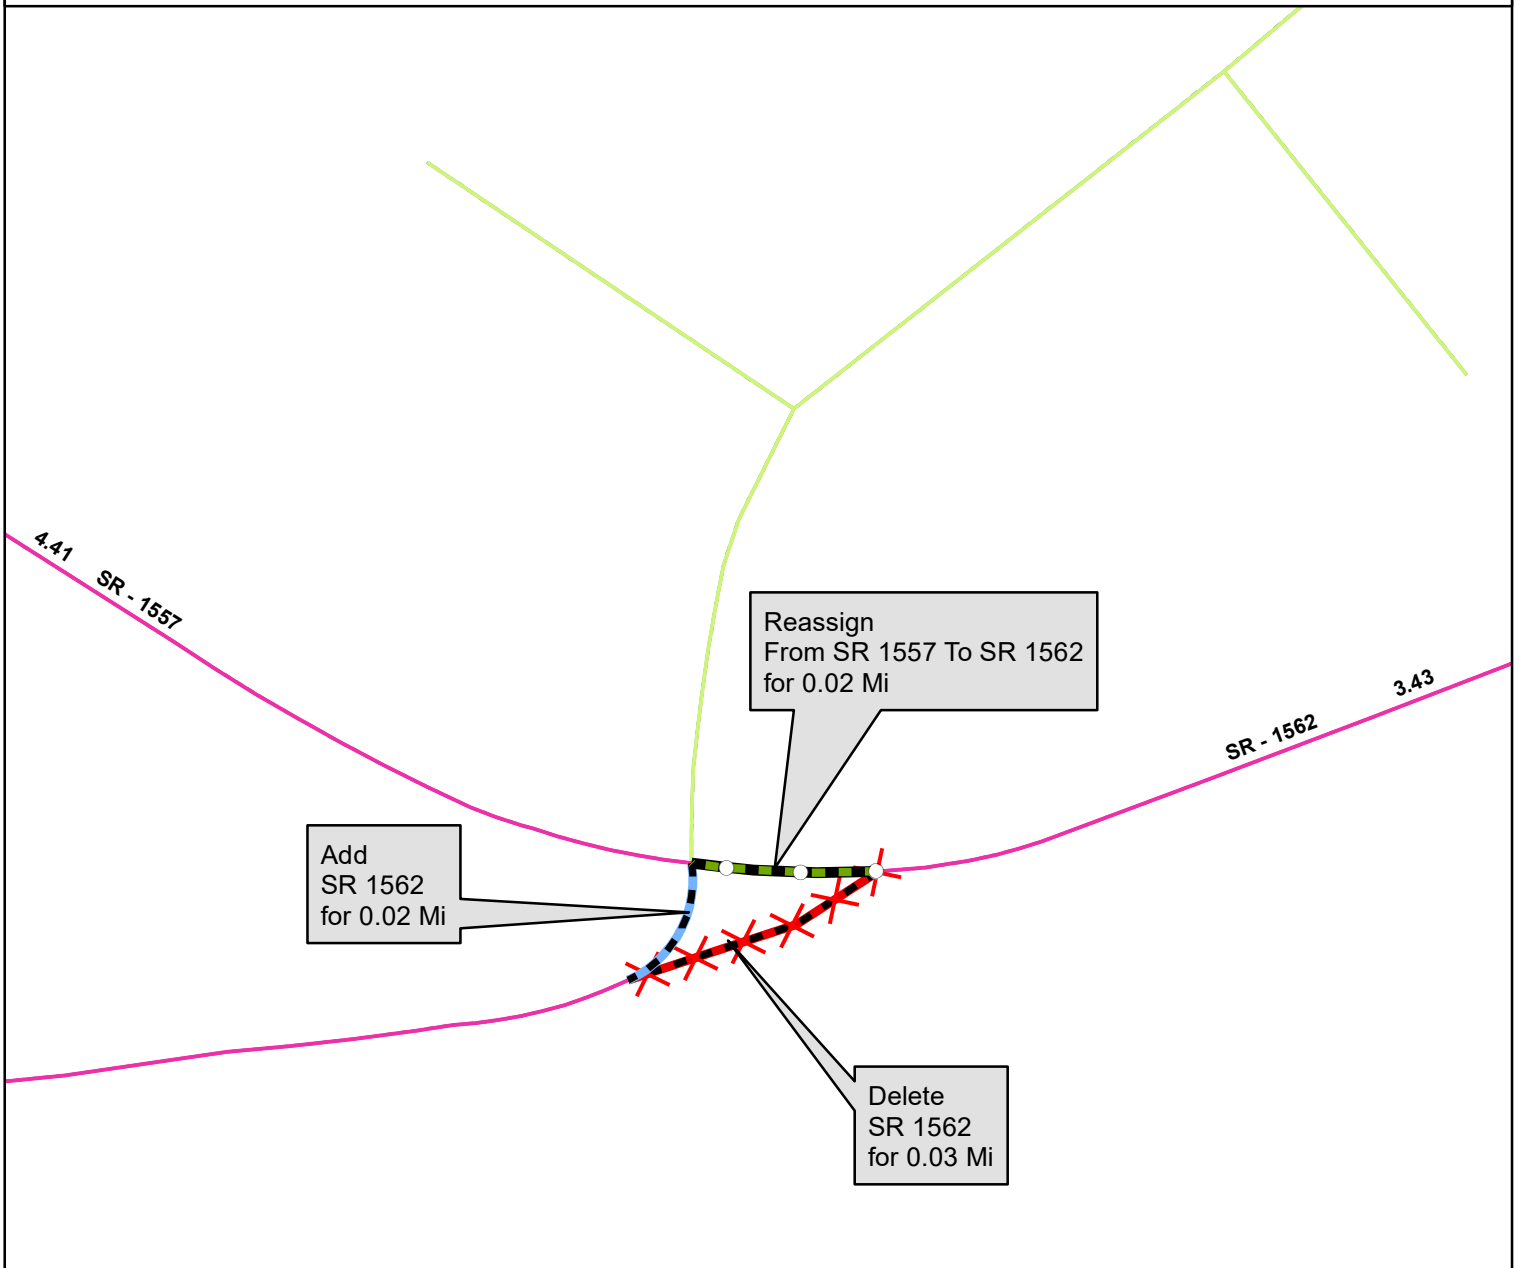 4.41
SR - 1557
Reassign
From SR 1557 To SR 1562
for 0.02 Mi
3.43
SR - 1562
Add
SR 1562
for 0.02 Mi
Delete
SR 1562
for 0.03 Mi